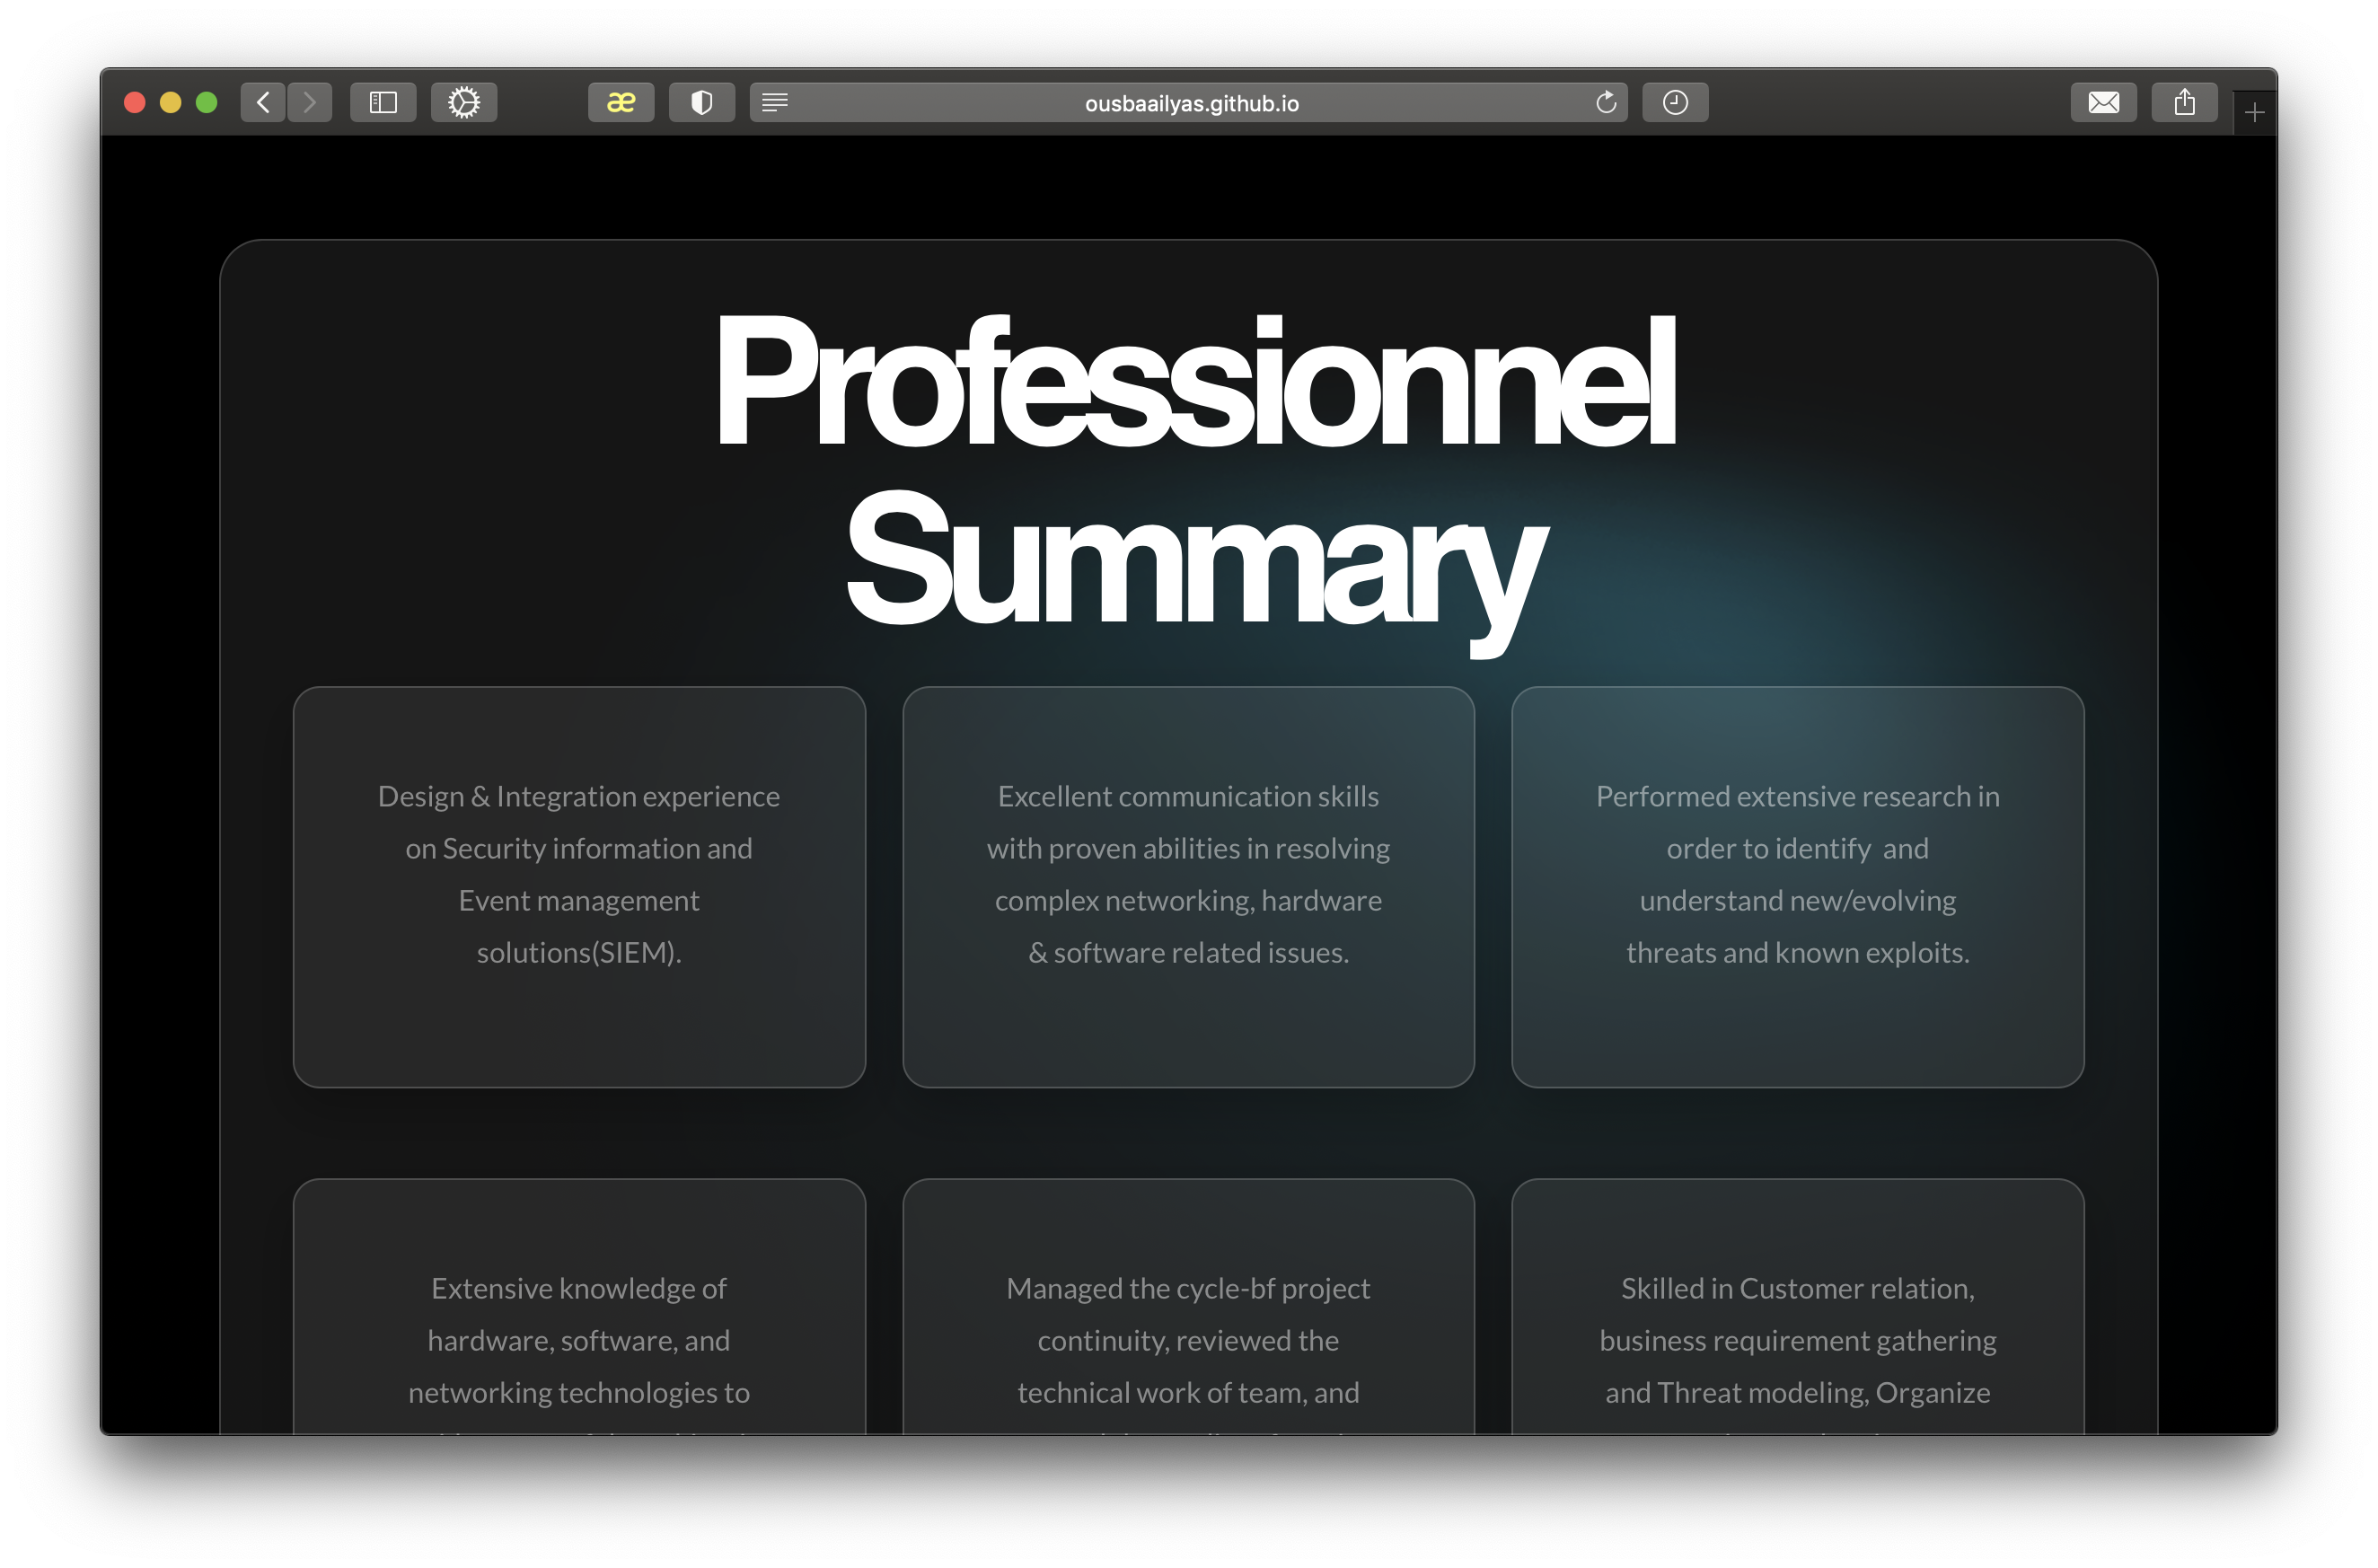 æ
ousbaailyas.github.io
Professionnel
Summary
Design & Integration experience
on Security information and
Event management
solutions(SIEM).
Excellent communication skills
with proven abilities in resolving
complex networking, hardware
& software related issues.
Performed extensive research in
order to identify  and
understand new/evolving
threats and known exploits.
Extensive knowledge of
hardware, software, and
networking technologies to
Managed the cycle-bf project
continuity, reviewed the
technical work of team, and
Skilled in Customer relation,
business requirement gathering
and Threat modeling, Organize